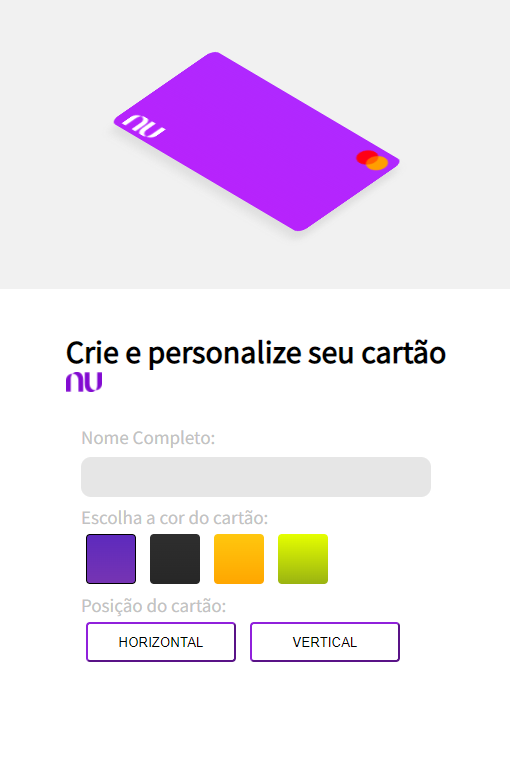 nu
Crie e personalize seu cartão
nu
Nome Completo:
Escolha a cor do cartão:
Posição do cartão:
HORIZONTAL VERTICAL